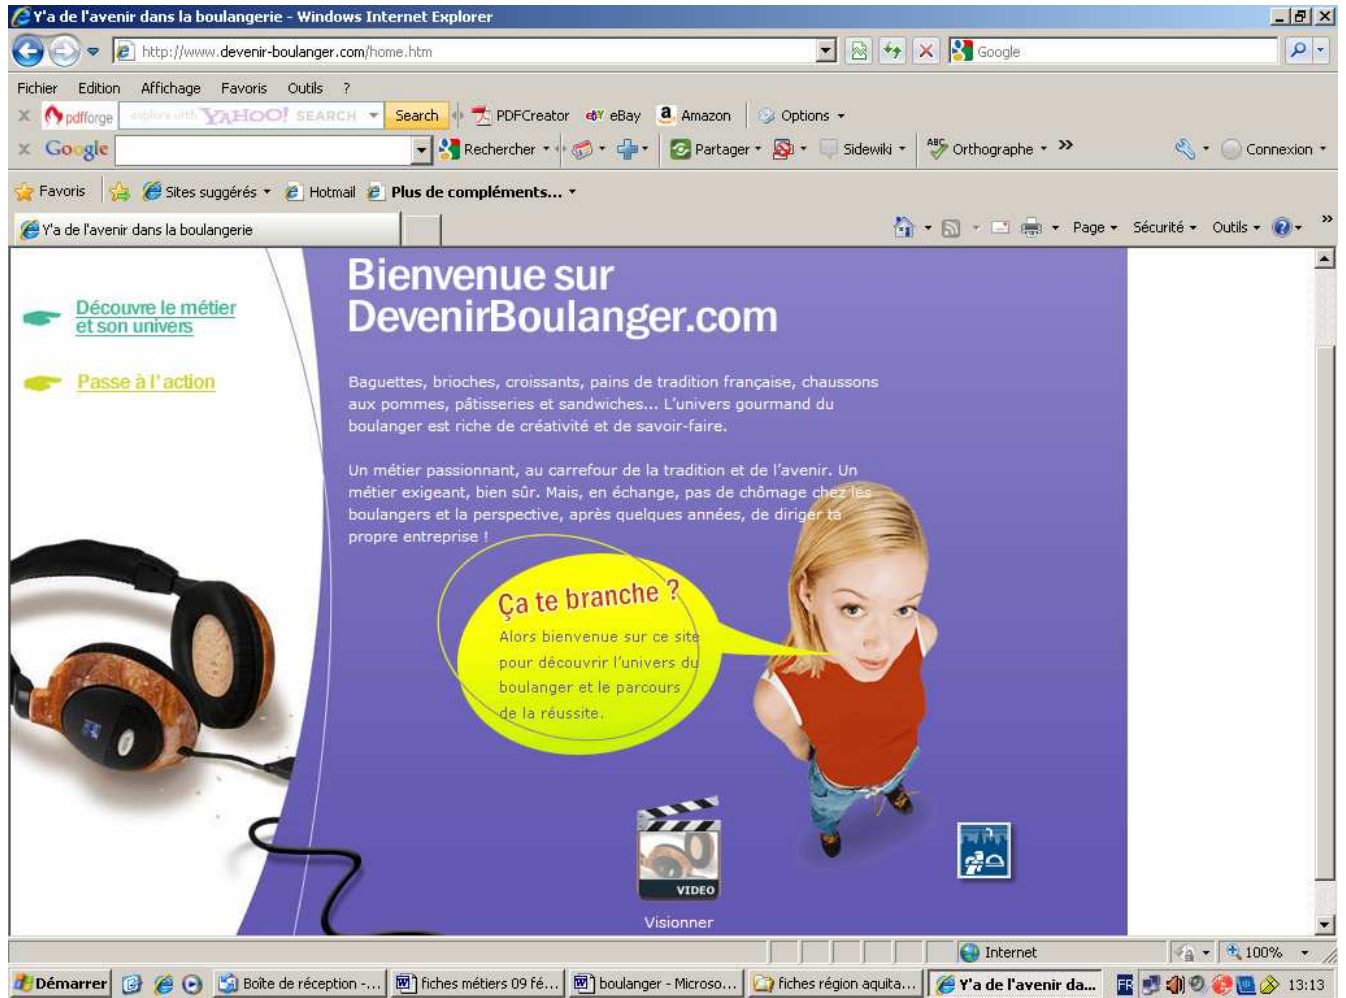 Y'a de l'avenir dans la boulangerie - Windows Internet Explorer
http://www.devenir-boulanger.com/home.htm
Google
Fichier Edition Affichage Favoris Outils ?
pdfforge explore with YAHOO! SEARCH Search PDFCreator eBay Amazon Options
Google Rechercher Partager Sidewiki Orthographe Connexion
Favoris Sites suggérés Hotmail Plus de compléments...
Y'a de l'avenir dans la boulangerie Page Sécurité Outils
Bienvenue sur
DevenirBoulanger.com
Découvre le métier
et son univers
Passe à l'action
Baguettes, brioches, croissants, pains de tradition française, chaussons
aux pommes, pâtisseries et sandwiches... L'univers gourmand du
boulanger est riche de créativité et de savoir-faire.
Un métier passionnant, au carrefour de la tradition et de l'avenir. Un
métier exigeant, bien sûr. Mais, en échange, pas de chômage chez les
boulangers et la perspective, après quelques années, de diriger ta
propre entreprise !
Ça te branche ?
Alors bienvenue sur ce site
pour découvrir l'univers du
boulanger et le parcours
de la réussite.
VIDEO
Visionner
Internet 100%
Démarrer Boîte de réception -... fiches métiers 09 fé... boulanger - Microso... fiches région aquita... Y'a de l'avenir da... FR 13:13